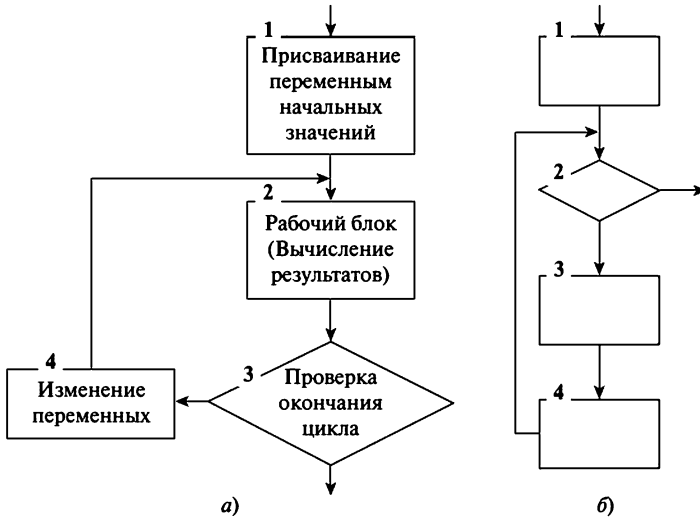 1
Присваивание
переменным
начальных
значений
2
Рабочий блок
(Вычисление
результатов)
3
Проверка
окончания
цикла
4
Изменение
переменных
а)
1
2
3
4
б)